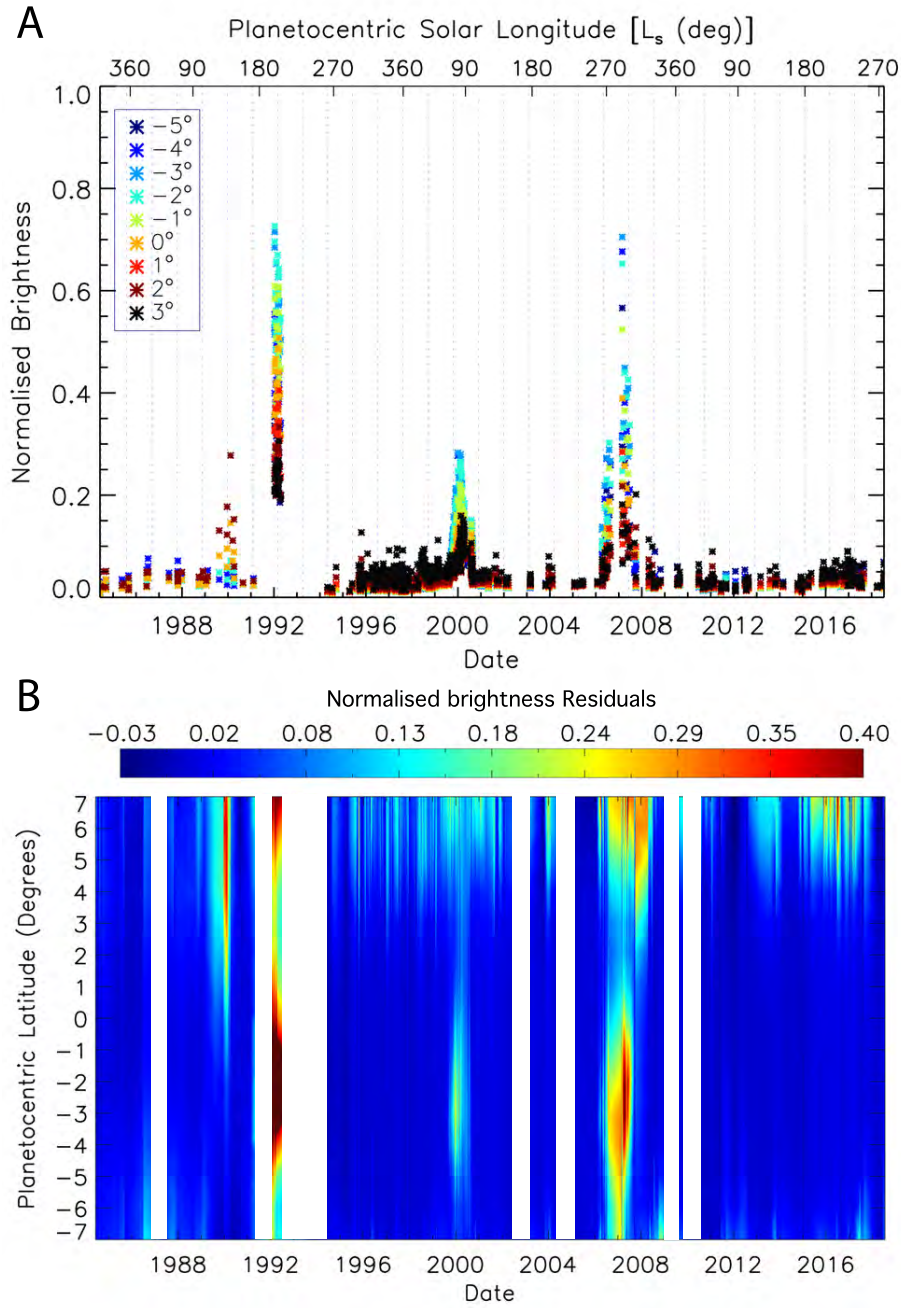 A
Planetocentric Solar Longitude [Ls (deg)]
360 90 180 270 360 90 180 270 360 90 180 270
1.0
0.8
0.6
0.4
0.2
0.0
Normalised Brightness
−5°
−4°
−3°
−2°
−1°
0°
1°
2°
3°
1988 1992 1996 2000 2004 2008 2012 2016
Date
B
Normalised brightness Residuals
−0.03 0.02 0.08 0.13 0.18 0.24 0.29 0.35 0.40
Planetocentric Latitude (Degrees)
7
6
5
4
3
2
1
0
−1
−2
−3
−4
−5
−6
−7
1988 1992 1996 2000 2004 2008 2012 2016
Date